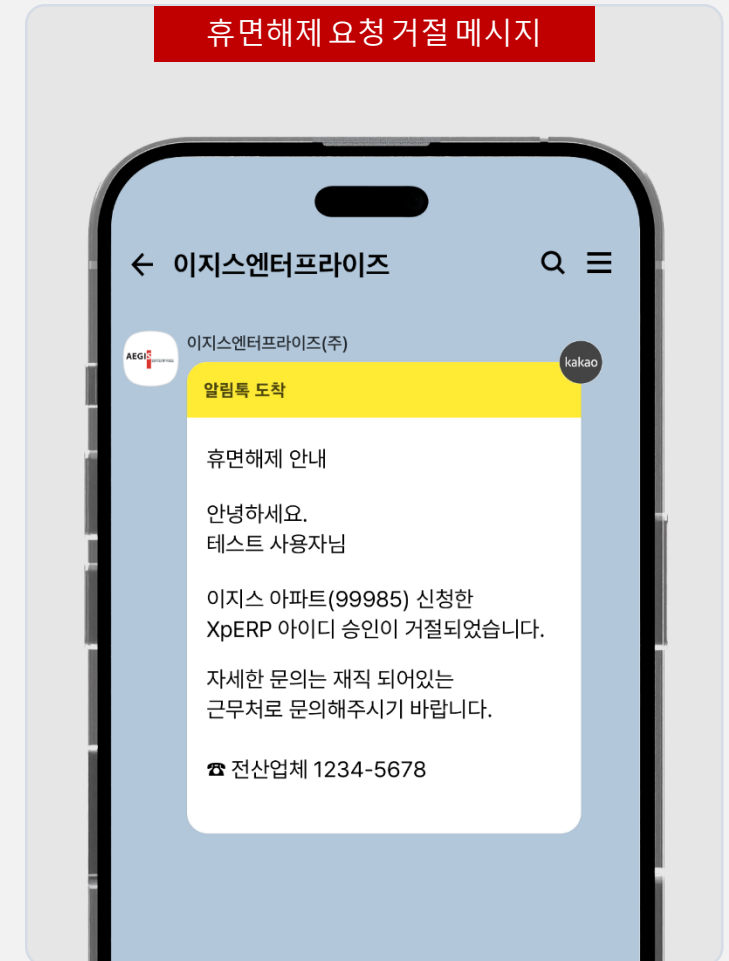 휴면해제 요청 거절 메시지
이지스엔터프라이즈
이지스엔터프라이즈(주)
AEGIS
kakao
알림톡 도착
휴면해제 안내
안녕하세요.
테스트 사용자님
이지스 아파트(99985) 신청한
XpERP 아이디 승인이 거절되었습니다.
자세한 문의는 재직 되어있는
근무처로 문의해주시기 바랍니다.
☎ 전산업체 1234-5678